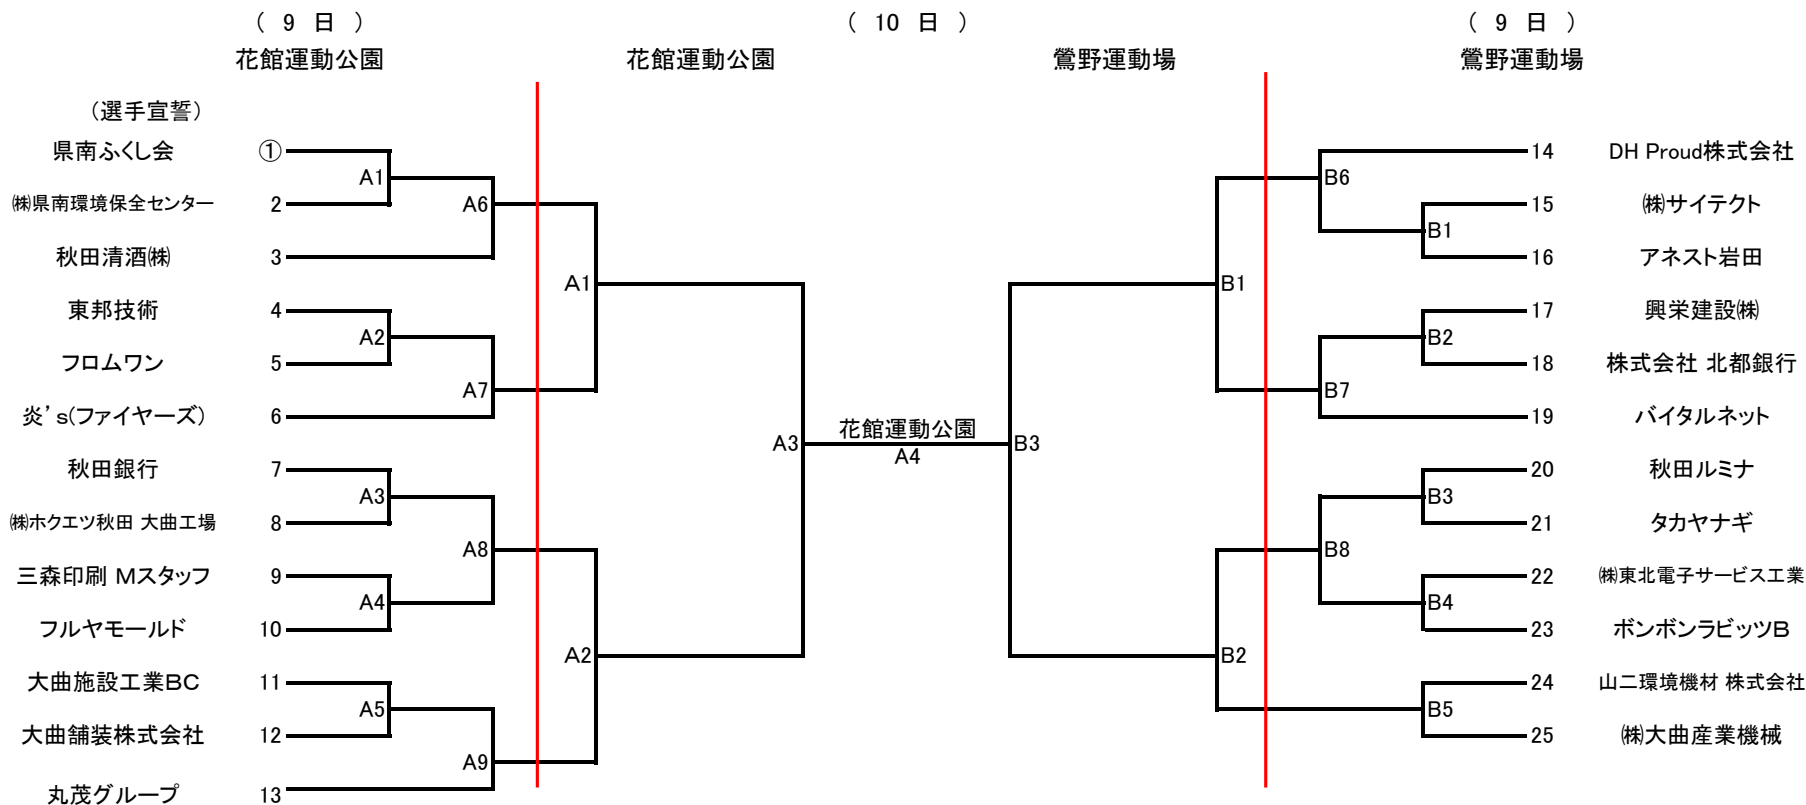 ( 9 日 ) ( 10 日 ) ( 9 日 )
花館運動公園 花館運動公園 鶯野運動場 鶯野運動場
(選手宣誓)
県南ふくし会 ① 14 DH Proud株式会社
A1 B6
㈱県南環境保全センター 2 A6 15 ㈱サイテクト
B1
秋田清酒㈱ 3 16 アネスト岩田
A1 B1
東邦技術 4 17 興栄建設㈱
A2 B2
フロムワン 5 18 株式会社 北都銀行
A7 B7
炎’s(ファイヤーズ) 6 19 バイタルネット
花館運動公園
A3 A4 B3
秋田銀行 7 20 秋田ルミナ
A3 B3
㈱ホクエツ秋田 大曲工場 8 21 タカヤナギ
A8 B8
三森印刷 Mスタッフ 9 22 ㈱東北電子サービス工業
A4 B4
フルヤモールド 10 23 ボンボンラビッツB
A2 B2
大曲施設工業BC 11 24 山二環境機材 株式会社
A5 B5
大曲舗装株式会社 12 25 ㈱大曲産業機械
A9
丸茂グループ 13